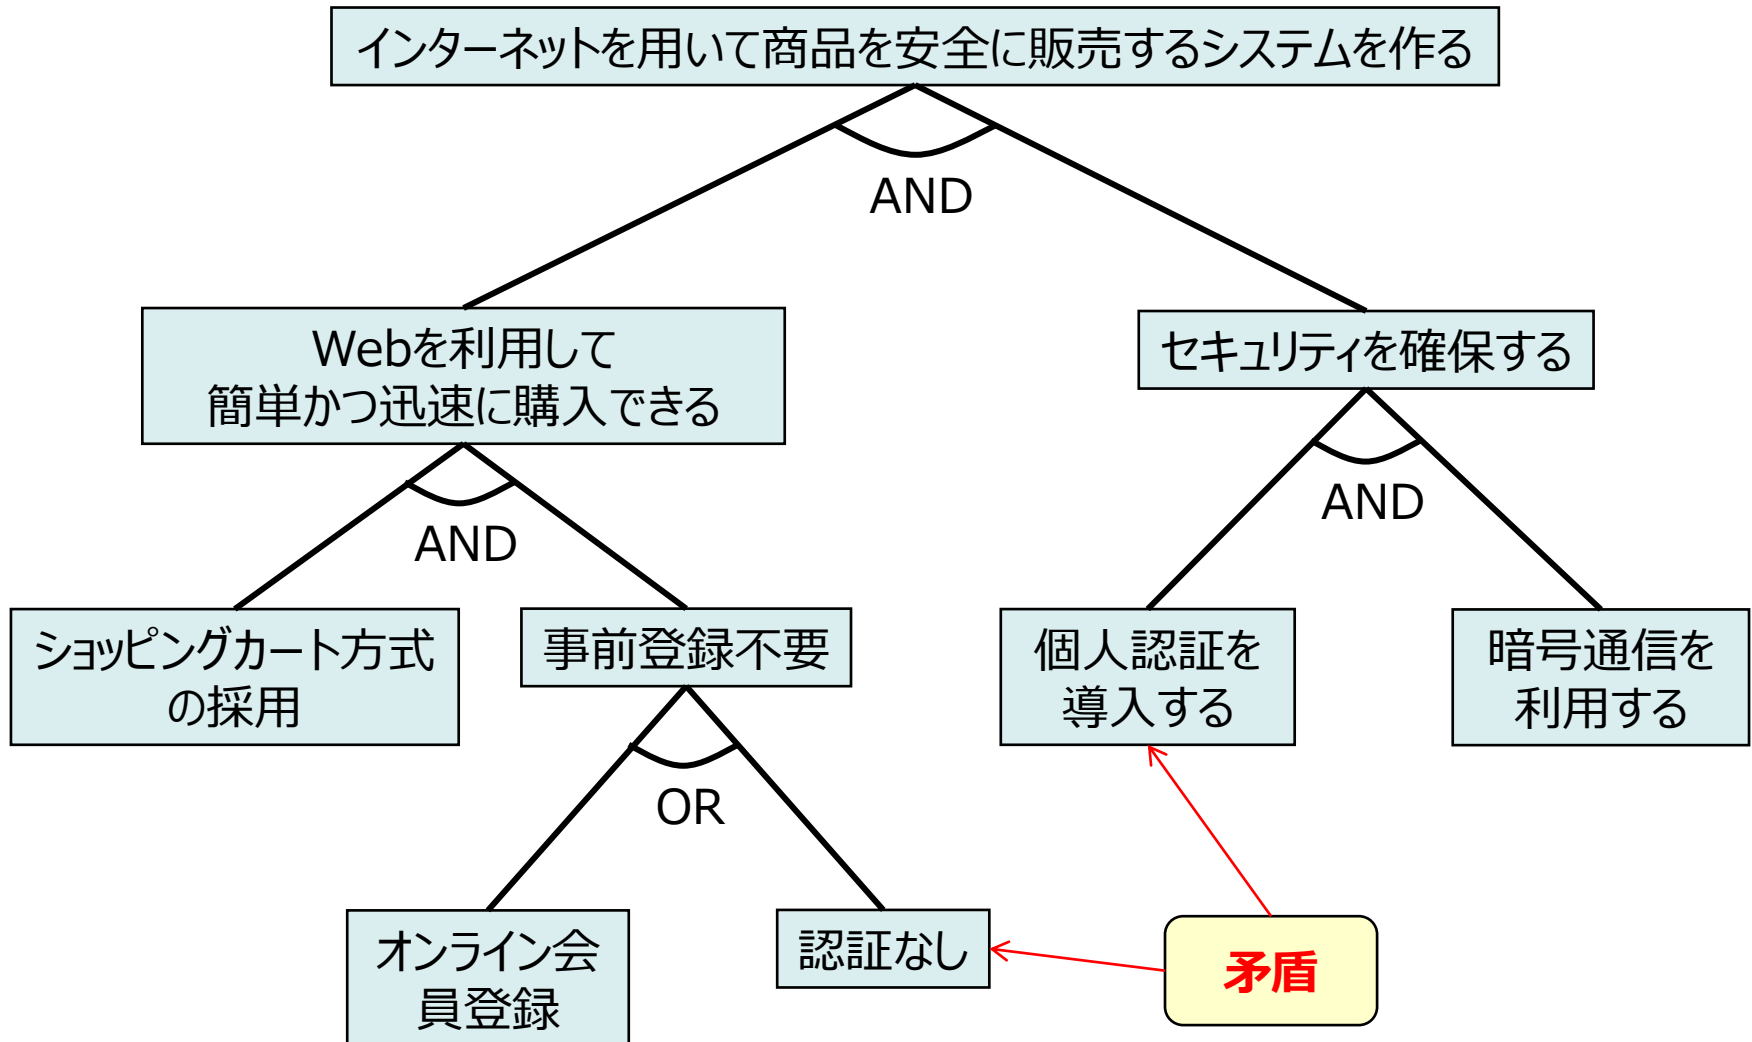 インターネットを用いて商品を安全に販売するシステムを作る
AND
Webを利用して
簡単かつ迅速に購入できる
セキュリティを確保する
AND
AND
ショッピングカート方式
の採用
事前登録不要
個人認証を
導入する
暗号通信を
利用する
OR
オンライン会
員登録
認証なし
矛盾